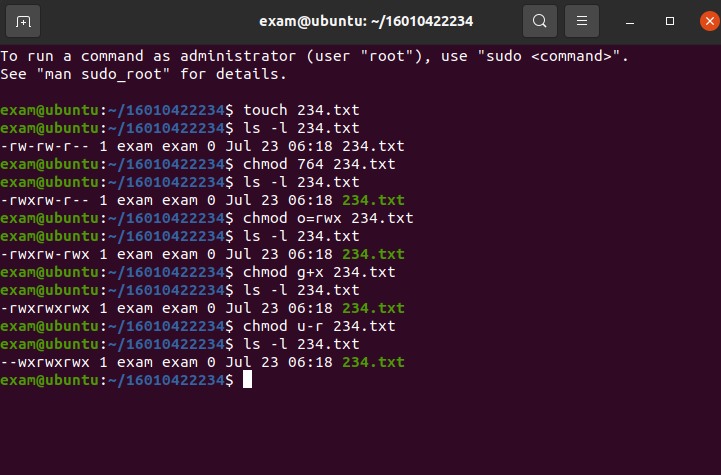 exam@ubuntu: ~/16010422234
To run a command as administrator (user "root"), use "sudo <command>".
See "man sudo_root" for details.
exam@ubuntu:~/16010422234$ touch 234.txt
exam@ubuntu:~/16010422234$ ls -l 234.txt
-rw-rw-r-- 1 exam exam 0 Jul 23 06:18 234.txt
exam@ubuntu:~/16010422234$ chmod 764 234.txt
exam@ubuntu:~/16010422234$ ls -l 234.txt
-rwxrw-r-- 1 exam exam 0 Jul 23 06:18 234.txt
exam@ubuntu:~/16010422234$ chmod o=rwx 234.txt
exam@ubuntu:~/16010422234$ ls -l 234.txt
-rwxrw-rwx 1 exam exam 0 Jul 23 06:18 234.txt
exam@ubuntu:~/16010422234$ chmod g+x 234.txt
exam@ubuntu:~/16010422234$ ls -l 234.txt
-rwxrwxrwx 1 exam exam 0 Jul 23 06:18 234.txt
exam@ubuntu:~/16010422234$ chmod u-r 234.txt
exam@ubuntu:~/16010422234$ ls -l 234.txt
--wxrwxrwx 1 exam exam 0 Jul 23 06:18 234.txt
exam@ubuntu:~/16010422234$